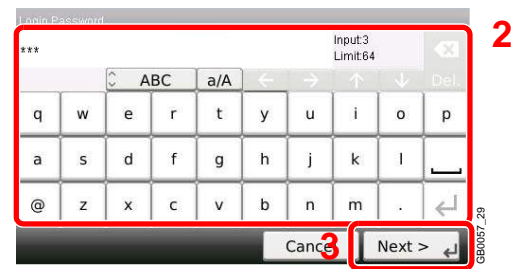 Login Password
***
Input:3
Limit:64
ABC a/A Del.
q w e r t y u i o p
a s d f g h j k l
@ z x c v b n m .
Cance Next >
2
3
GB0057_29